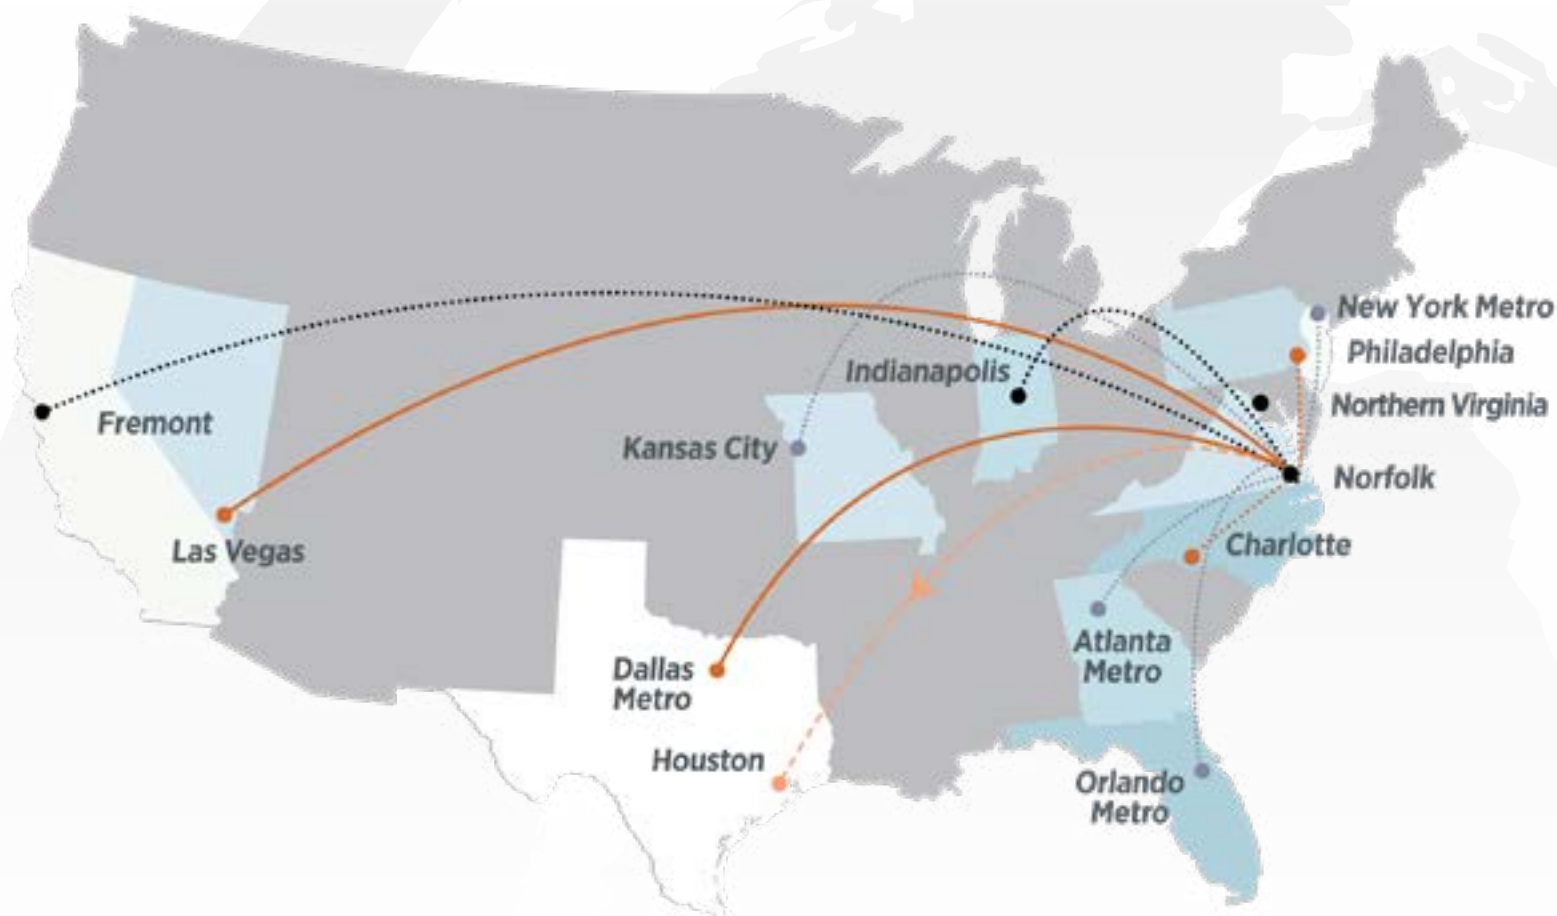 New York Metro
Philadelphia
Indianapolis
Northern Virginia
Fremont
Kansas City
Norfolk
Las Vegas
Charlotte
Atlanta
Metro
Dallas
Metro
Houston
Orlando
Metro